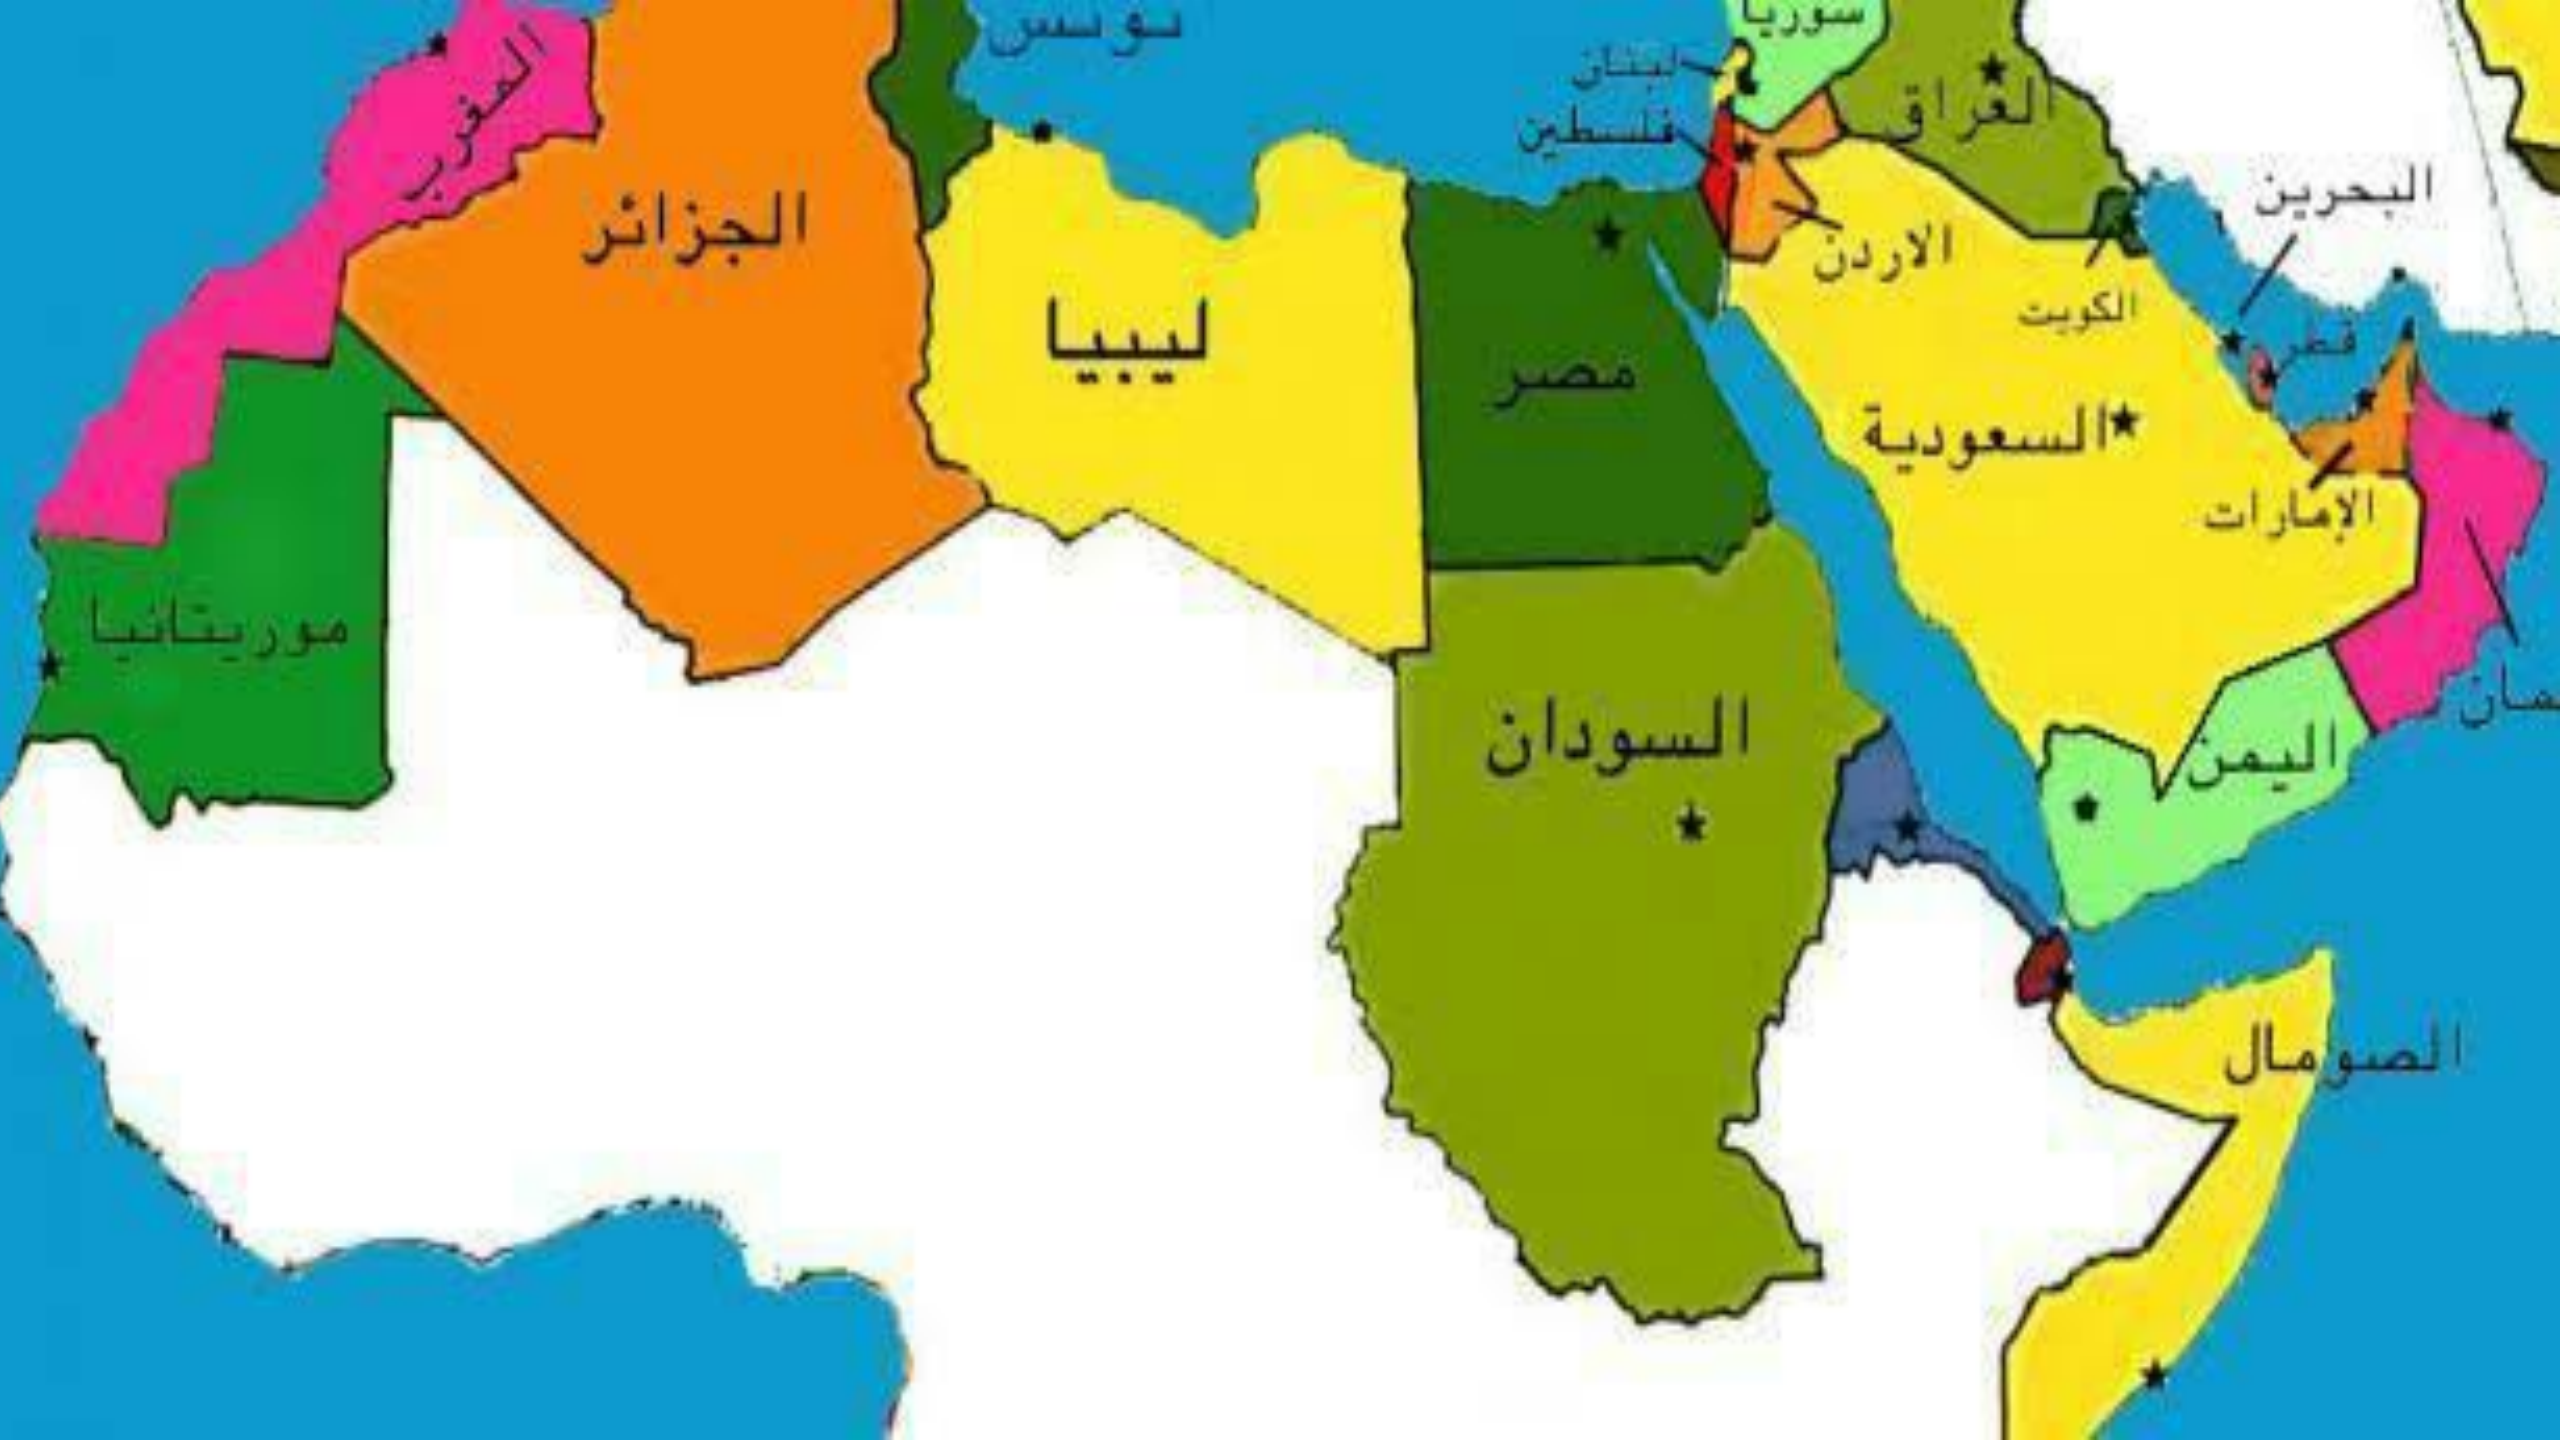 تونس
سوريا
لبنان
المغرب
العراق
فلسطين
البحرين
الجزائر
الاردن
الكويت
ليبيا
قطر
مصر
السعودية
الإمارات
موريتانيا
السودان
اليمن
الصومال